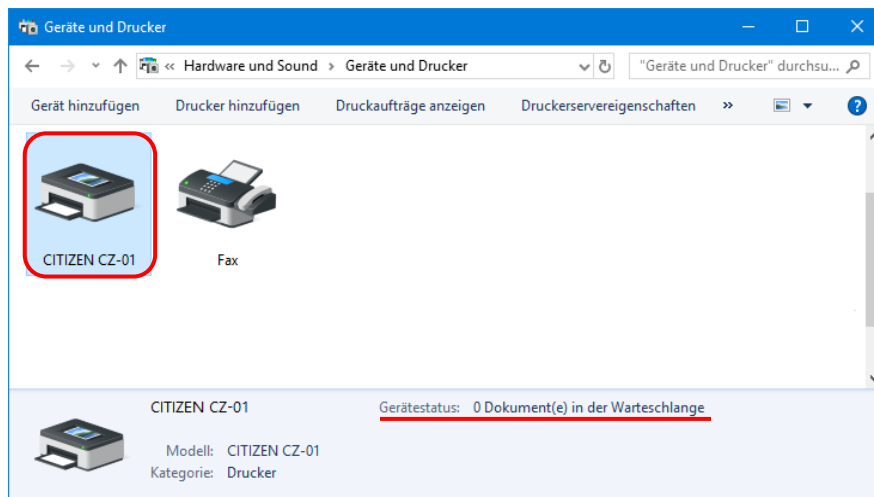 Geräte und Drucker
« Hardware und Sound > Geräte und Drucker "Geräte und Drucker" durchsu...
Gerät hinzufügen Drucker hinzufügen Druckaufträge anzeigen Druckerservereigenschaften »
CITIZEN CZ-01 Fax
CITIZEN CZ-01 Gerätestatus: 0 Dokument(e) in der Warteschlange
Modell: CITIZEN CZ-01
Kategorie: Drucker